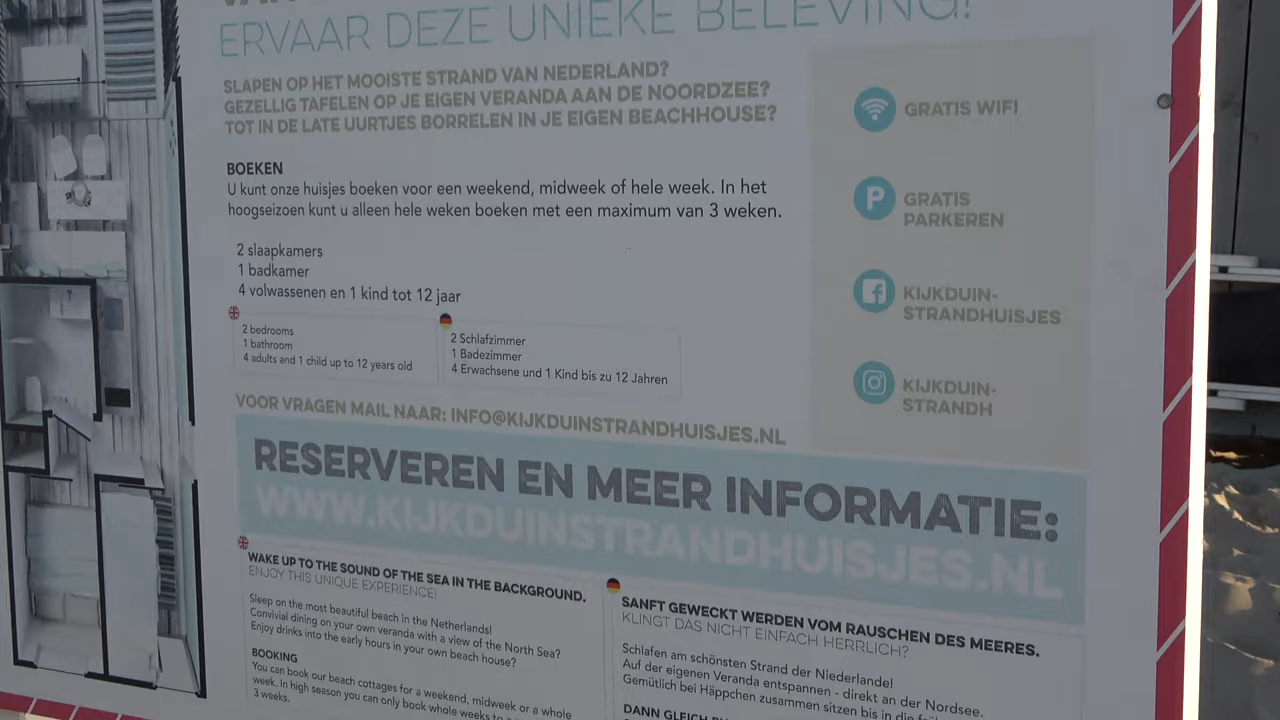 ERVAAR DEZE UNIEKE BELEVING!
SLAPEN OP HET MOOISTE STRAND VAN NEDERLAND?
GEZELLIG TAFELEN OP JE EIGEN VERANDA AAN DE NOORDZEE?
TOT IN DE LATE UURTJES BORRELEN IN JE EIGEN BEACHHOUSE?
BOEKEN
U kunt onze huisjes boeken voor een weekend, midweek of hele week. In het
hoogseizoen kunt u alleen hele weken boeken met een maximum van 3 weken.
2 slaapkamers
1 badkamer
4 volwassenen en 1 kind tot 12 jaar
2 bedrooms
1 bathroom
4 adults and 1 child up to 12 years old
2 Schlafzimmer
1 Badezimmer
4 Erwachsene und 1 Kind bis zu 12 Jahren
GRATIS WIFI
P
GRATIS
PARKEREN
KIJKDUIN-
STRANDHUISJES
KIJKDUIN-
STRANDH
VOOR VRAGEN MAIL NAAR: INFO@KIJKDUINSTRANDHUISJES.NL
RESERVEREN EN MEER INFORMATIE:
WWW.KIJKDUINSTRANDHUISJES.NL
WAKE UP TO THE SOUND OF THE SEA IN THE BACKGROUND.
ENJOY THIS UNIQUE EXPERIENCE!
Sleep on the most beautiful beach in the Netherlands!
Convivial dining on your own veranda with a view of the North Sea?
Enjoy drinks into the early hours in your own beach house?
BOOKING
You can book our beach cottages for a weekend, midweek or a whole
week. In high season you can only book whole weeks
3 weeks.
SANFT GEWECKT WERDEN VOM RAUSCHEN DES MEERES.
KLINGT DAS NICHT EINFACH HERRLICH?
Schlafen am schönsten Strand der Niederlande!
Auf der eigenen Veranda entspannen - direkt an der Nordsee.
Gemütlich bei Häppchen zusammen sitzen bis in die
DANN GLEICH